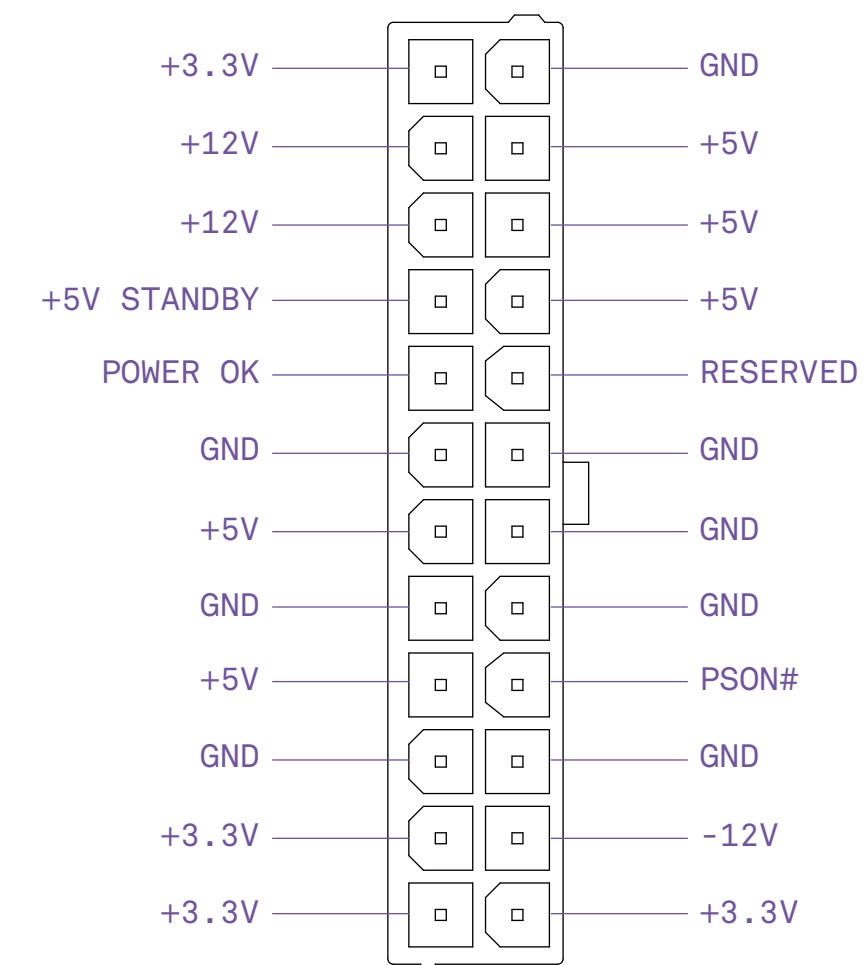 +3.3V GND
+12V +5V
+12V +5V
+5V STANDBY +5V
POWER OK RESERVED
GND GND
+5V GND
GND GND
+5V PSON#
GND GND
+3.3V -12V
+3.3V +3.3V